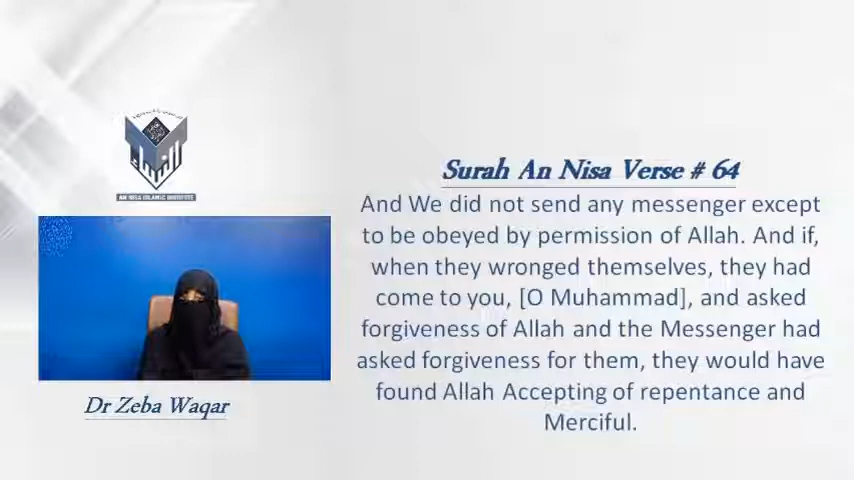 النساء
AN NISA ISLAMIC INSTITUTE
Dr Zeba Waqar
Surah An Nisa Verse # 64
And We did not send any messenger except
to be obeyed by permission of Allah. And if,
when they wronged themselves, they had
come to you, [O Muhammad], and asked
forgiveness of Allah and the Messenger had
asked forgiveness for them, they would have
found Allah Accepting of repentance and
Merciful.